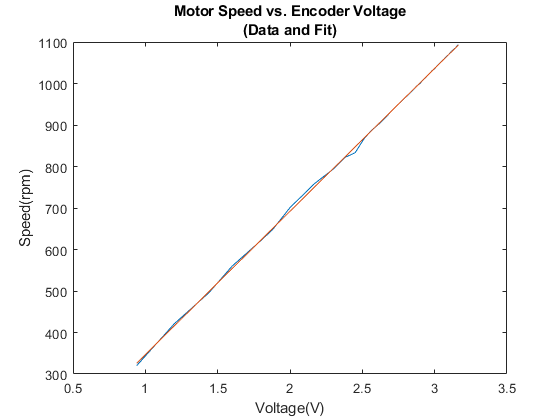 Motor Speed vs. Encoder Voltage
(Data and Fit)
1100
1000
900
800
700
600
500
400
300
Speed(rpm)
0.5 1 1.5 2 2.5 3 3.5
Voltage(V)